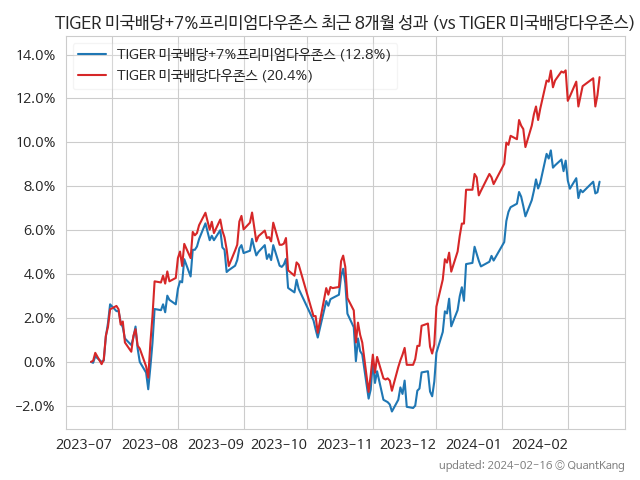 TIGER 미국배당+7%프리미엄다우존스 최근 8개월 성과 (vs TIGER 미국배당다우존스)
TIGER 미국배당+7%프리미엄다우존스 (12.8%)
TIGER 미국배당다우존스 (20.4%)
14.0%
12.0%
10.0%
8.0%
6.0%
4.0%
2.0%
0.0%
−2.0%
2023-07 2023-08 2023-09 2023-10 2023-11 2023-12 2024-01 2024-02
updated: 2024-02-16 © QuantKang